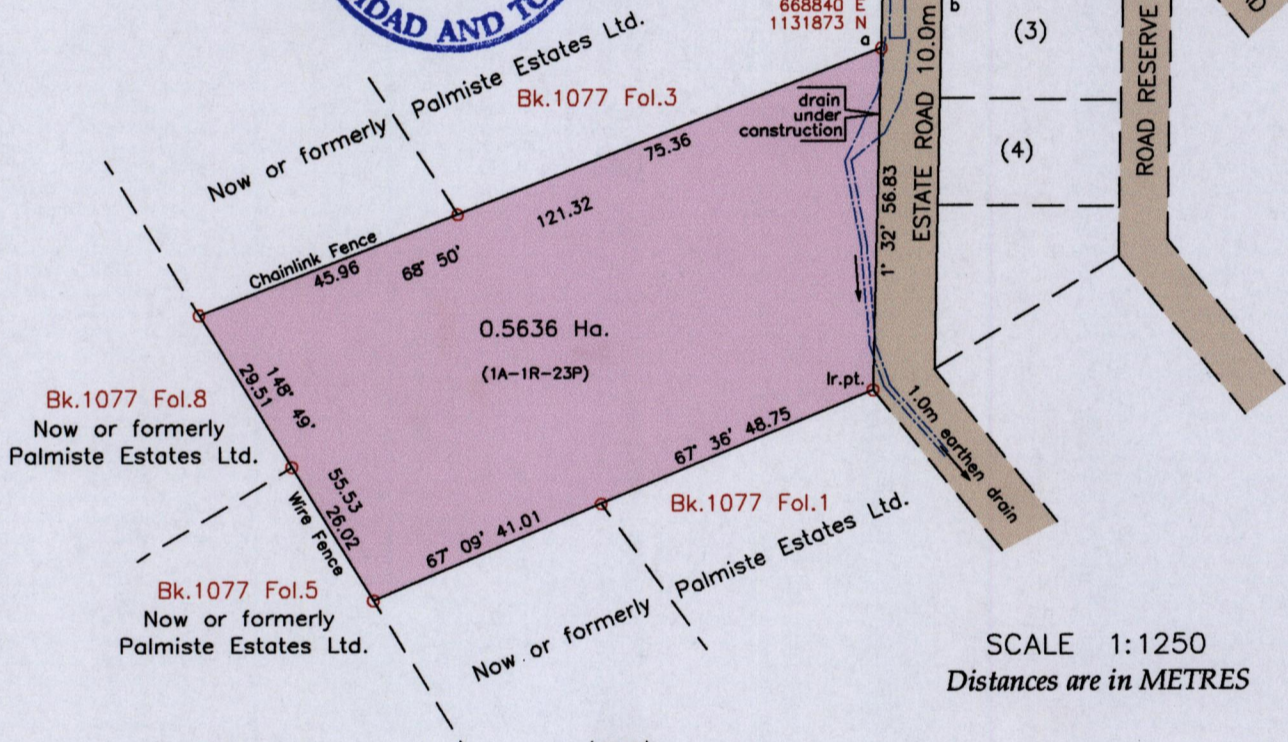 AND TO
668840 E
1131873 N
a
b
(3)
(4)
Now or formerly Palmiste Estates Ltd.
Bk.1077 Fol.3
drain
under
construction
75.36
121.32
Chainlink Fence
45.96
68° 50'
0.5636 Ha.
(1A-1R-23P)
1° 32' 56.83
ESTATE ROAD 10.0m
ROAD RESERVE
148° 49'
29.51
Bk.1077 Fol.8
Now or formerly
Palmiste Estates Ltd.
Ir.pt.
1.0m earthen drain
67° 36' 48.75
55.53
26.02
Wire Fence
67° 09' 41.01
Bk.1077 Fol.1
Now or formerly Palmiste Estates Ltd.
Bk.1077 Fol.5
Now or formerly
Palmiste Estates Ltd.
SCALE 1:1250
Distances are in METRES